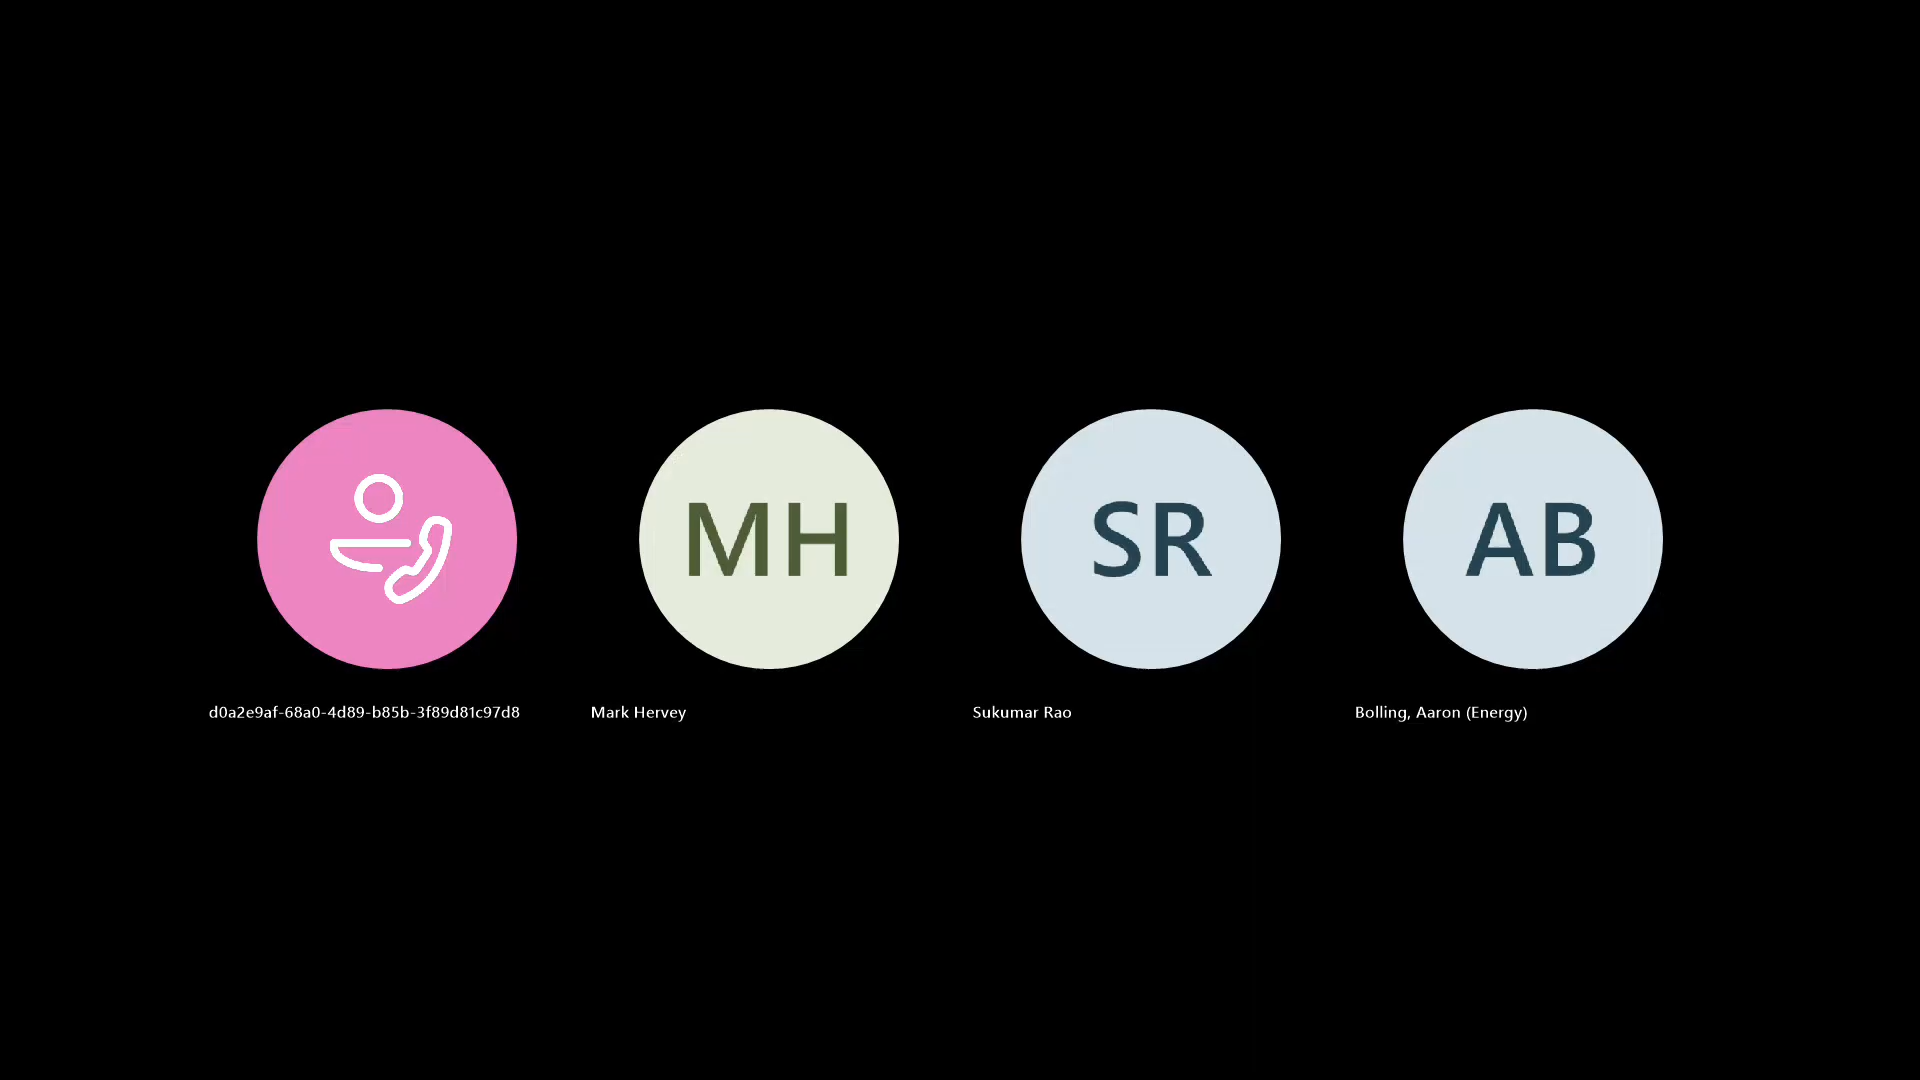 MH
SR
AB
d0a2e9af-68a0-4d89-b85b-3f89d81c97d8
Mark Hervey
Sukumar Rao
Bolling, Aaron (Energy)